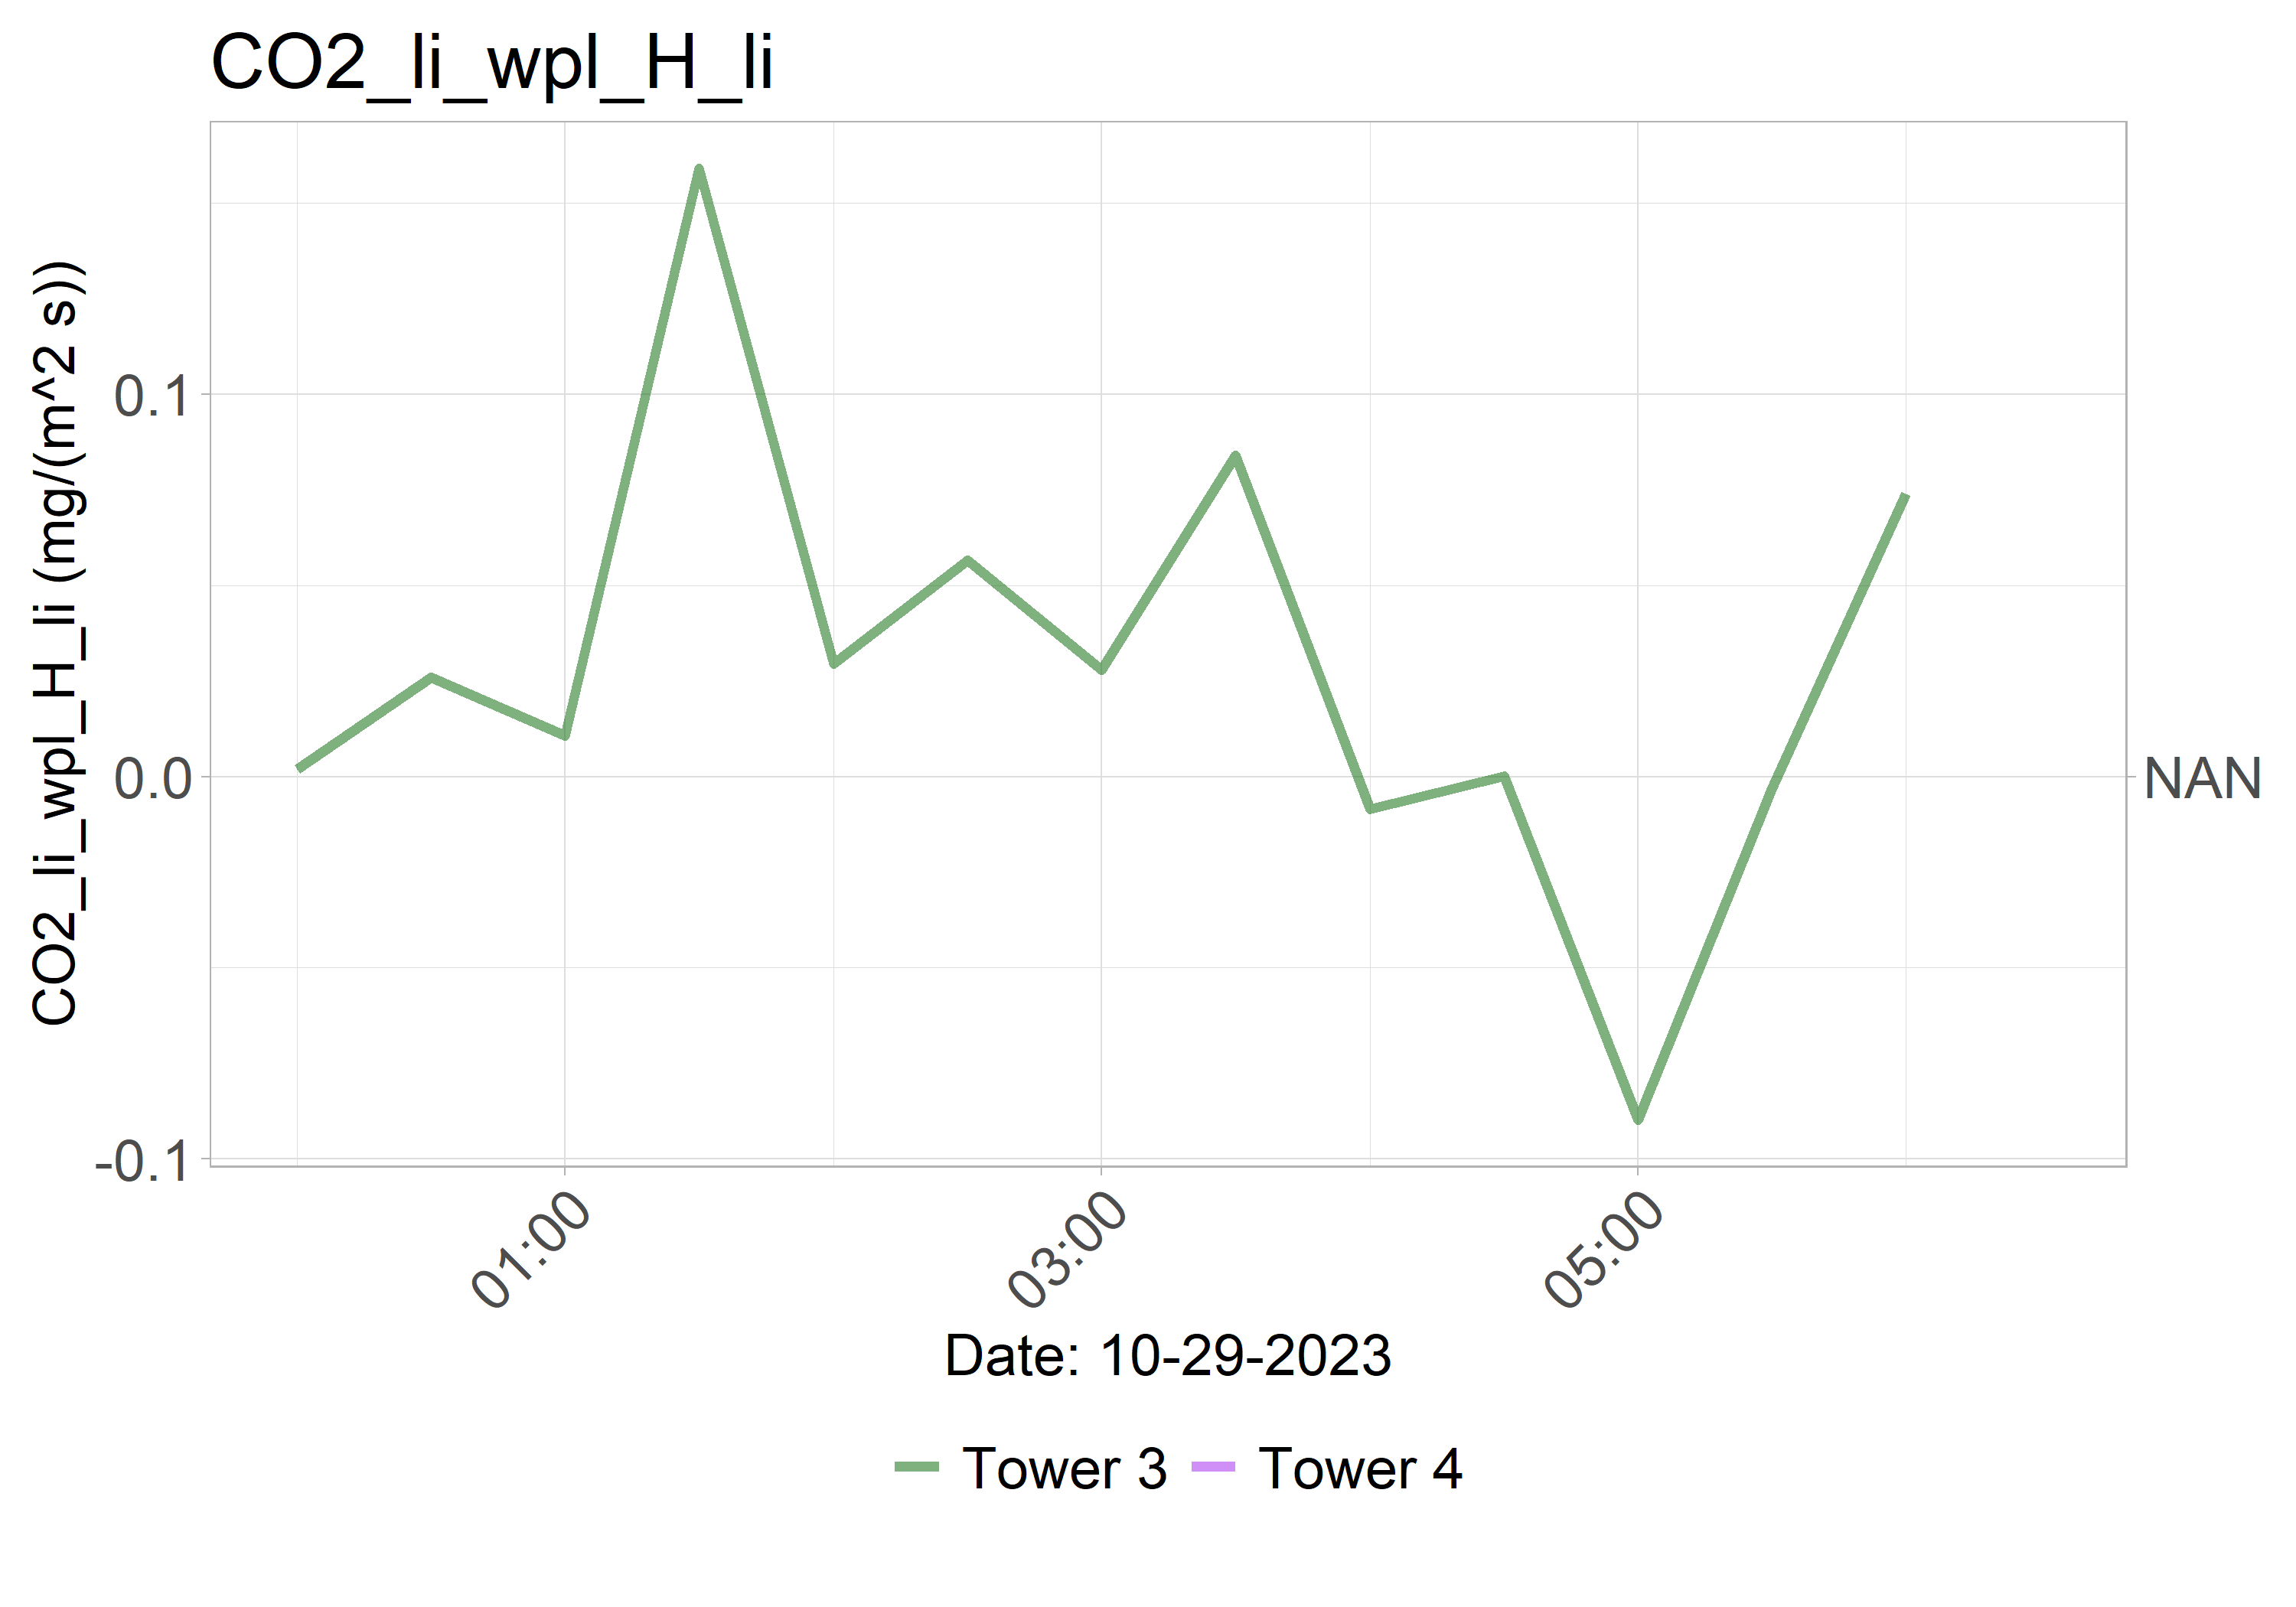 CO2_li_wpl_H_li
CO2_li_wpl_H_li (mg/(m^2 s))
0.1
0.0
-0.1
NAN
01:00
03:00
05:00
Date: 10-29-2023
Tower 3
Tower 4